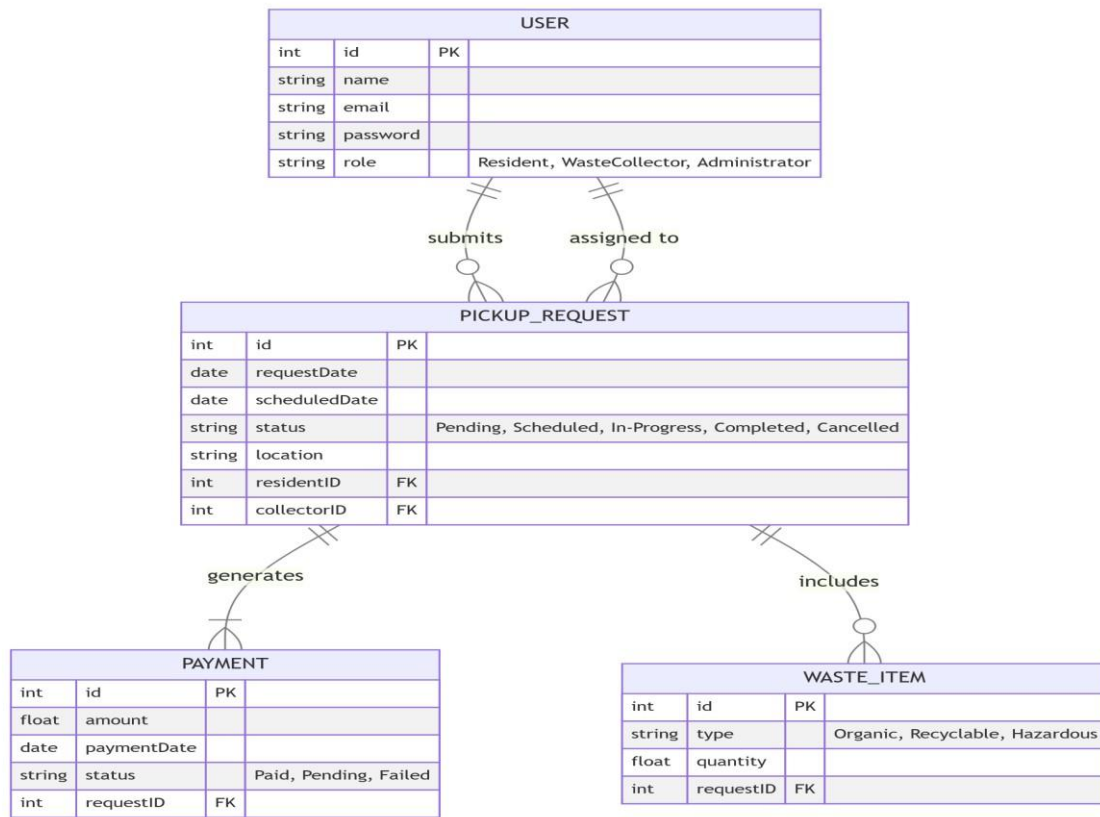 USER
int id PK
string name
string email
string password
string role Resident, WasteCollector, Administrator
submits assigned to
PICKUP_REQUEST
int id PK
date requestDate
date scheduledDate
string status Pending, Scheduled, In-Progress, Completed, Cancelled
string location
int residentID FK
int collectorID FK
generates
includes
PAYMENT
int id PK
float amount
date paymentDate
string status Paid, Pending, Failed
int requestID FK
WASTE_ITEM
int id PK
string type Organic, Recyclable, Hazardous
float quantity
int requestID FK